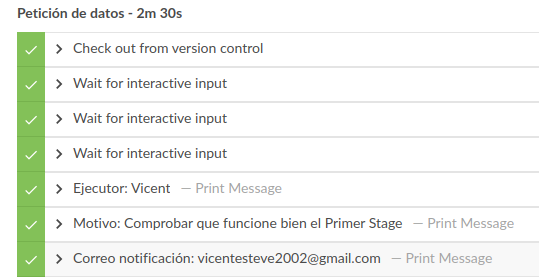 Petición de datos - 2m 30s
Check out from version control
Wait for interactive input
Wait for interactive input
Wait for interactive input
Ejecutor: Vicent — Print Message
Motivo: Comprobar que funcione bien el Primer Stage — Print Message
Correo notificación: vicentesteve2002@gmail.com — Print Message